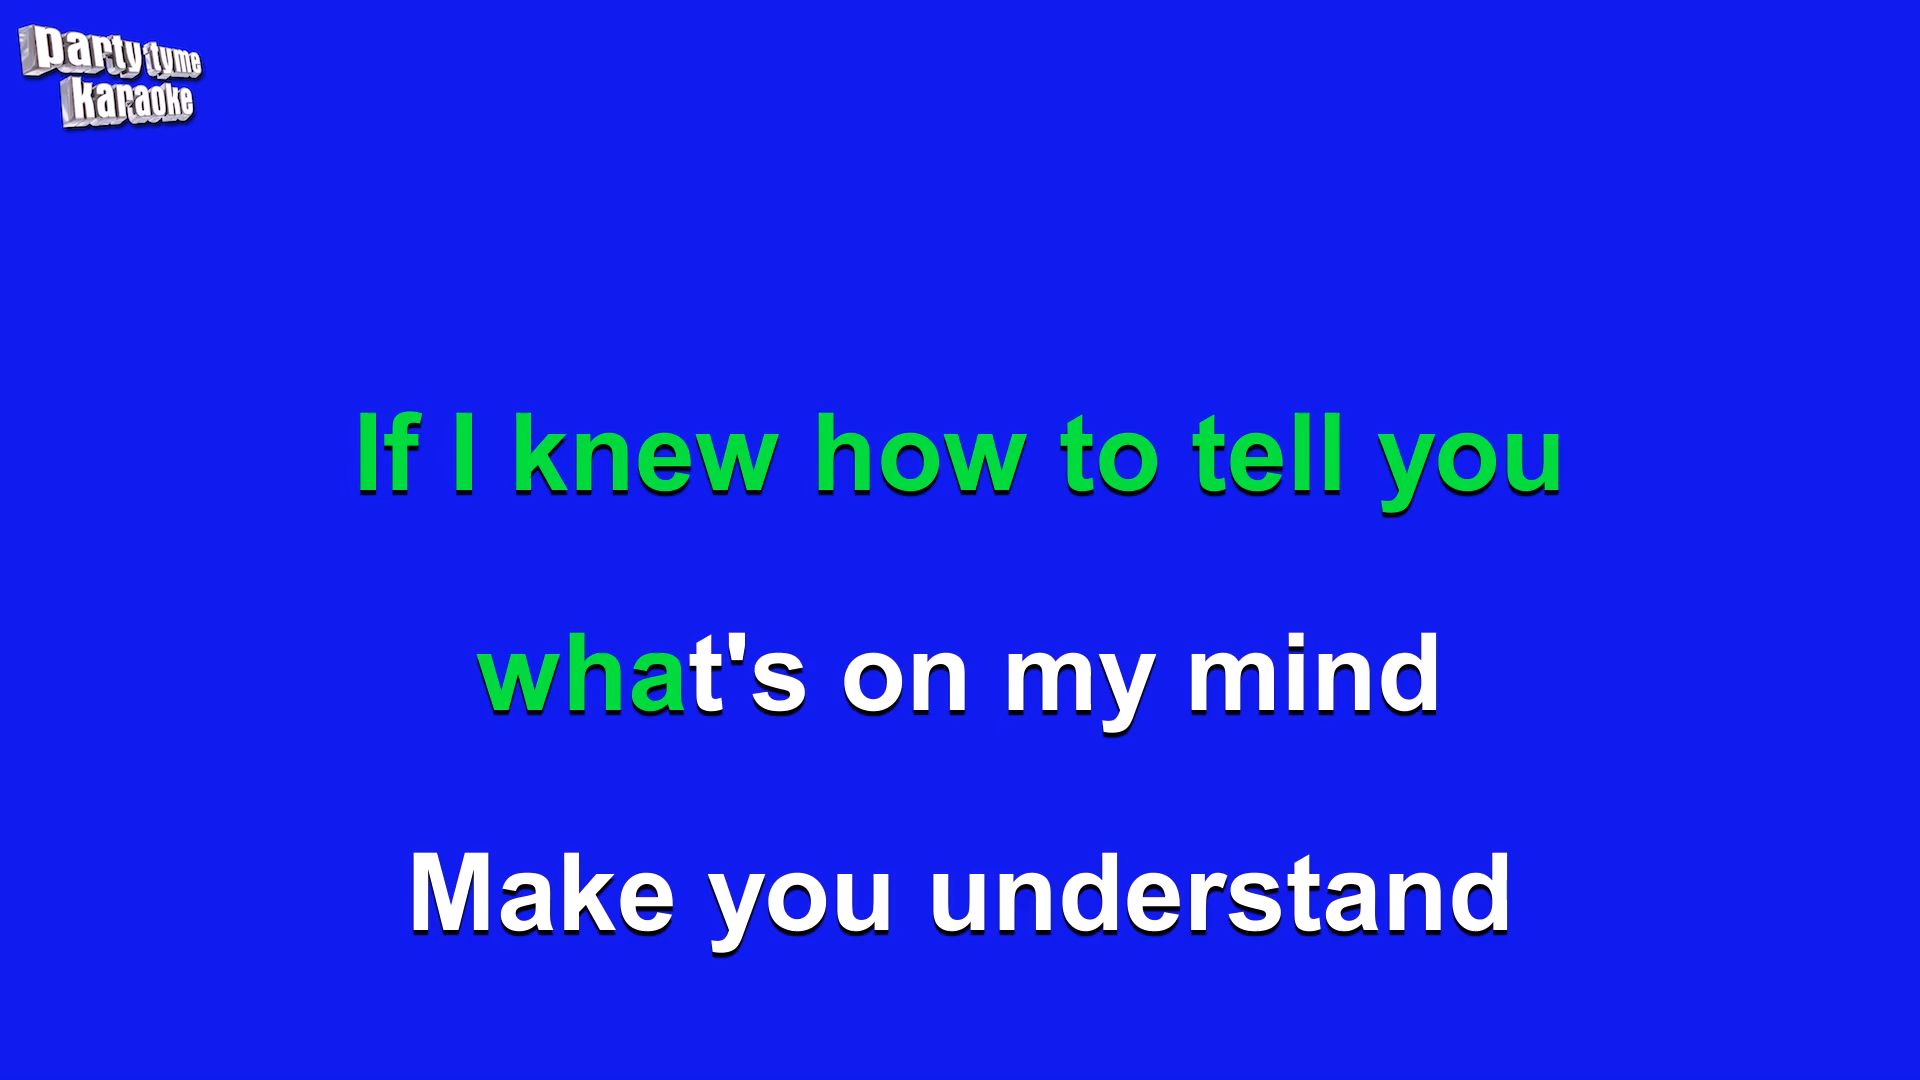 party tyme
karaoke
If I knew how to tell you
what's on my mind
Make you understand